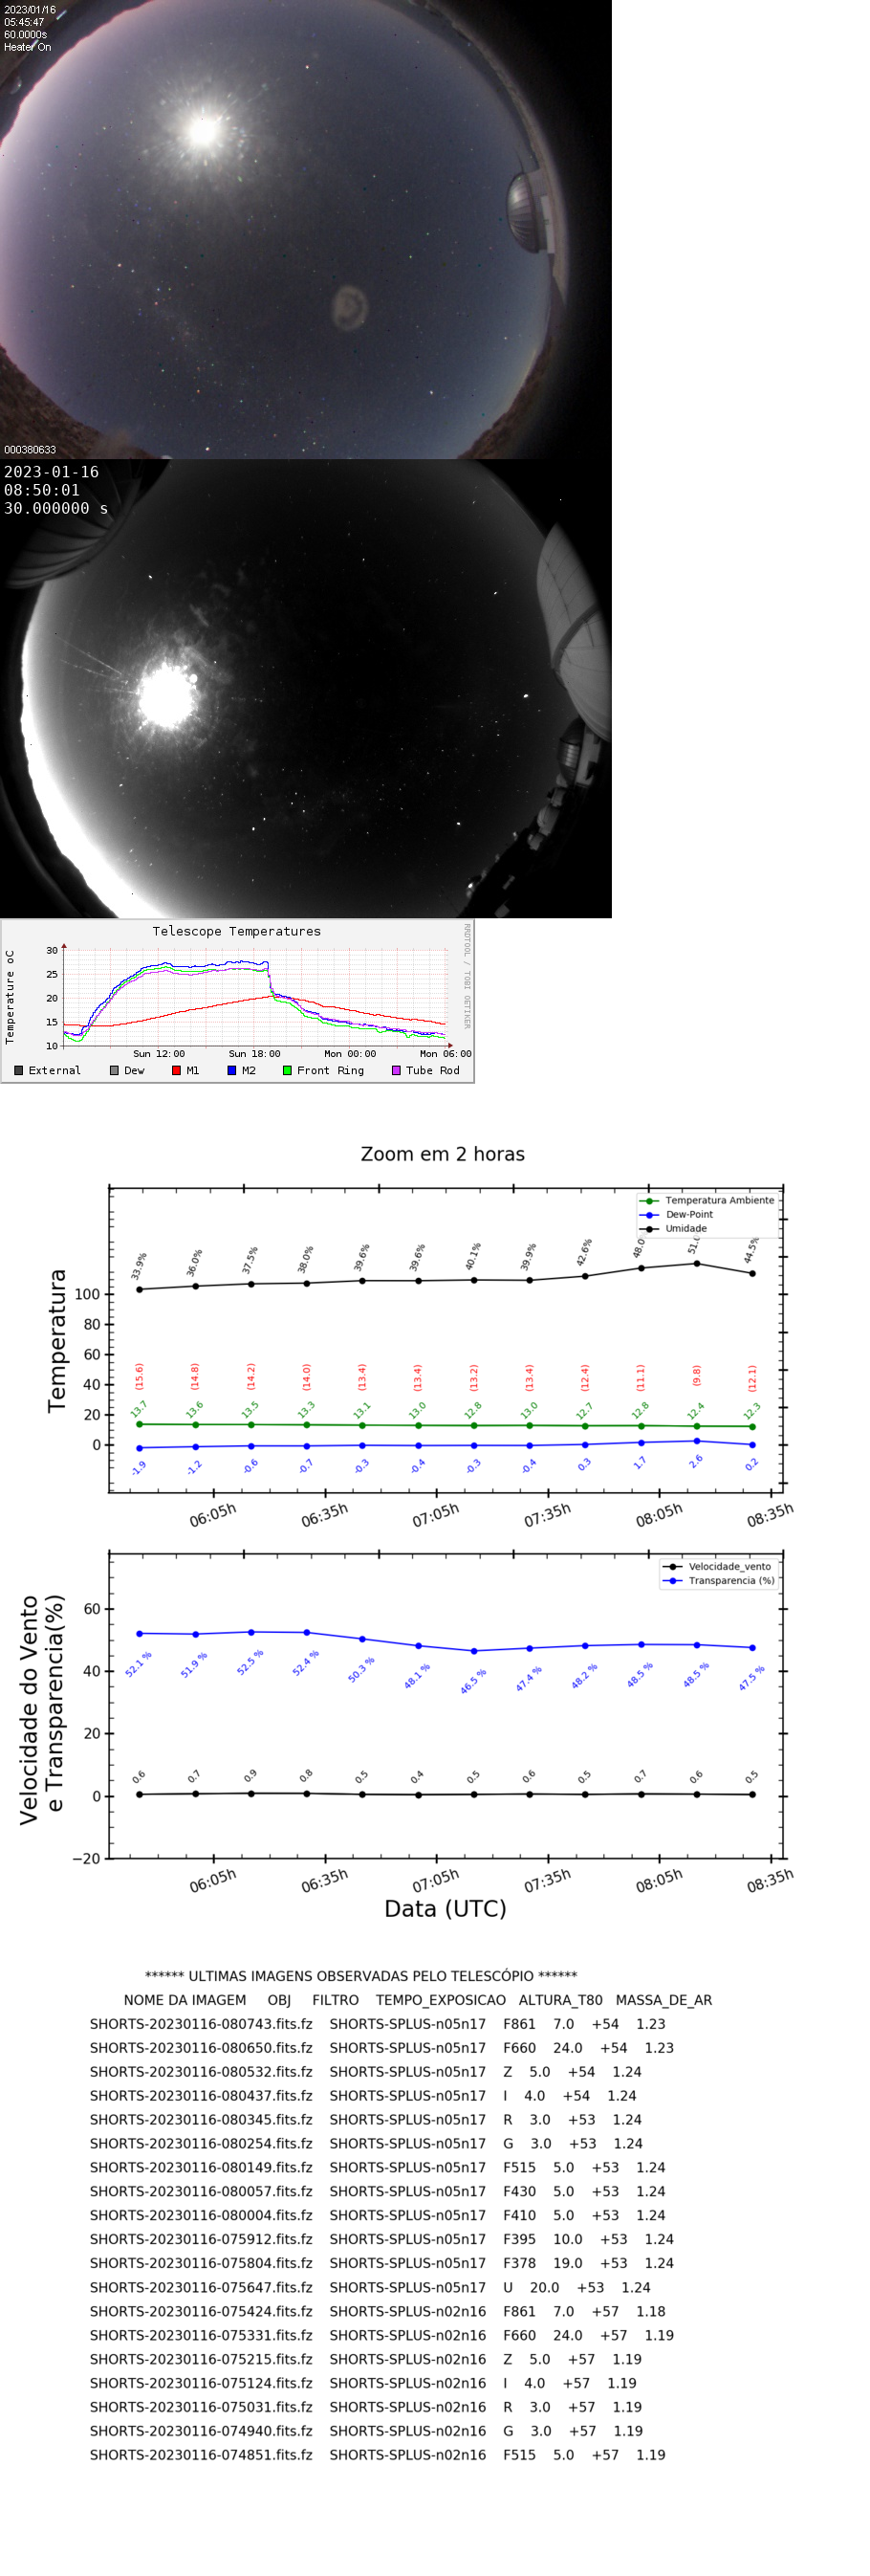 2023/01/16
05:45:47
60.0000s
Heater On
000380633
2023-01-16
08:50:01
30.000000 s
Telescope Temperatures
RRDTOOL / TOBI OETIKER
Temperature oC
30
25
20
15
10
Sun 12:00 Sun 18:00 Mon 00:00 Mon 06:00
External Dew M1 M2 Front Ring Tube Rod
Zoom em 2 horas
Temperatura Ambiente
Dew-Point
Umidade
Temperatura
33.9% 36.0% 37.5% 38.0% 39.6% 39.6% 40.1% 39.9% 42.6% 48.0 51.0 44.5%
100
80
60
40
20
0
(15.6) (14.8) (14.2) (14.0) (13.4) (13.4) (13.2) (13.4) (12.4) (11.1) (9.8) (12.1)
13.7 13.6 13.5 13.3 13.1 13.0 12.8 13.0 12.7 12.8 12.4 12.3
-1.9 -1.2 -0.6 -0.7 -0.3 -0.4 -0.3 -0.4 0.3 1.7 2.6 0.2
06:05h 06:35h 07:05h 07:35h 08:05h 08:35h
Velocidade_vento
Transparencia (%)
Velocidade do Vento
e Transparencia(%)
60
40
20
0
−20
52.1 % 51.9 % 52.5 % 52.4 % 50.3 % 48.1 % 46.5 % 47.4 % 48.2 % 48.5 % 48.5 % 47.5 %
0.6 0.7 0.9 0.8 0.5 0.4 0.5 0.6 0.5 0.7 0.6 0.5
06:05h 06:35h 07:05h 07:35h 08:05h 08:35h
Data (UTC)
****** ULTIMAS IMAGENS OBSERVADAS PELO TELESCÓPIO ******
NOME DA IMAGEM OBJ FILTRO TEMPO_EXPOSICAO ALTURA_T80 MASSA_DE_AR
SHORTS-20230116-080743.fits.fz SHORTS-SPLUS-n05n17 F861 7.0 +54 1.23
SHORTS-20230116-080650.fits.fz SHORTS-SPLUS-n05n17 F660 24.0 +54 1.23
SHORTS-20230116-080532.fits.fz SHORTS-SPLUS-n05n17 Z 5.0 +54 1.24
SHORTS-20230116-080437.fits.fz SHORTS-SPLUS-n05n17 I 4.0 +54 1.24
SHORTS-20230116-080345.fits.fz SHORTS-SPLUS-n05n17 R 3.0 +53 1.24
SHORTS-20230116-080254.fits.fz SHORTS-SPLUS-n05n17 G 3.0 +53 1.24
SHORTS-20230116-080149.fits.fz SHORTS-SPLUS-n05n17 F515 5.0 +53 1.24
SHORTS-20230116-080057.fits.fz SHORTS-SPLUS-n05n17 F430 5.0 +53 1.24
SHORTS-20230116-080004.fits.fz SHORTS-SPLUS-n05n17 F410 5.0 +53 1.24
SHORTS-20230116-075912.fits.fz SHORTS-SPLUS-n05n17 F395 10.0 +53 1.24
SHORTS-20230116-075804.fits.fz SHORTS-SPLUS-n05n17 F378 19.0 +53 1.24
SHORTS-20230116-075647.fits.fz SHORTS-SPLUS-n05n17 U 20.0 +53 1.24
SHORTS-20230116-075424.fits.fz SHORTS-SPLUS-n02n16 F861 7.0 +57 1.18
SHORTS-20230116-075331.fits.fz SHORTS-SPLUS-n02n16 F660 24.0 +57 1.19
SHORTS-20230116-075215.fits.fz SHORTS-SPLUS-n02n16 Z 5.0 +57 1.19
SHORTS-20230116-075124.fits.fz SHORTS-SPLUS-n02n16 I 4.0 +57 1.19
SHORTS-20230116-075031.fits.fz SHORTS-SPLUS-n02n16 R 3.0 +57 1.19
SHORTS-20230116-074940.fits.fz SHORTS-SPLUS-n02n16 G 3.0 +57 1.19
SHORTS-20230116-074851.fits.fz SHORTS-SPLUS-n02n16 F515 5.0 +57 1.19